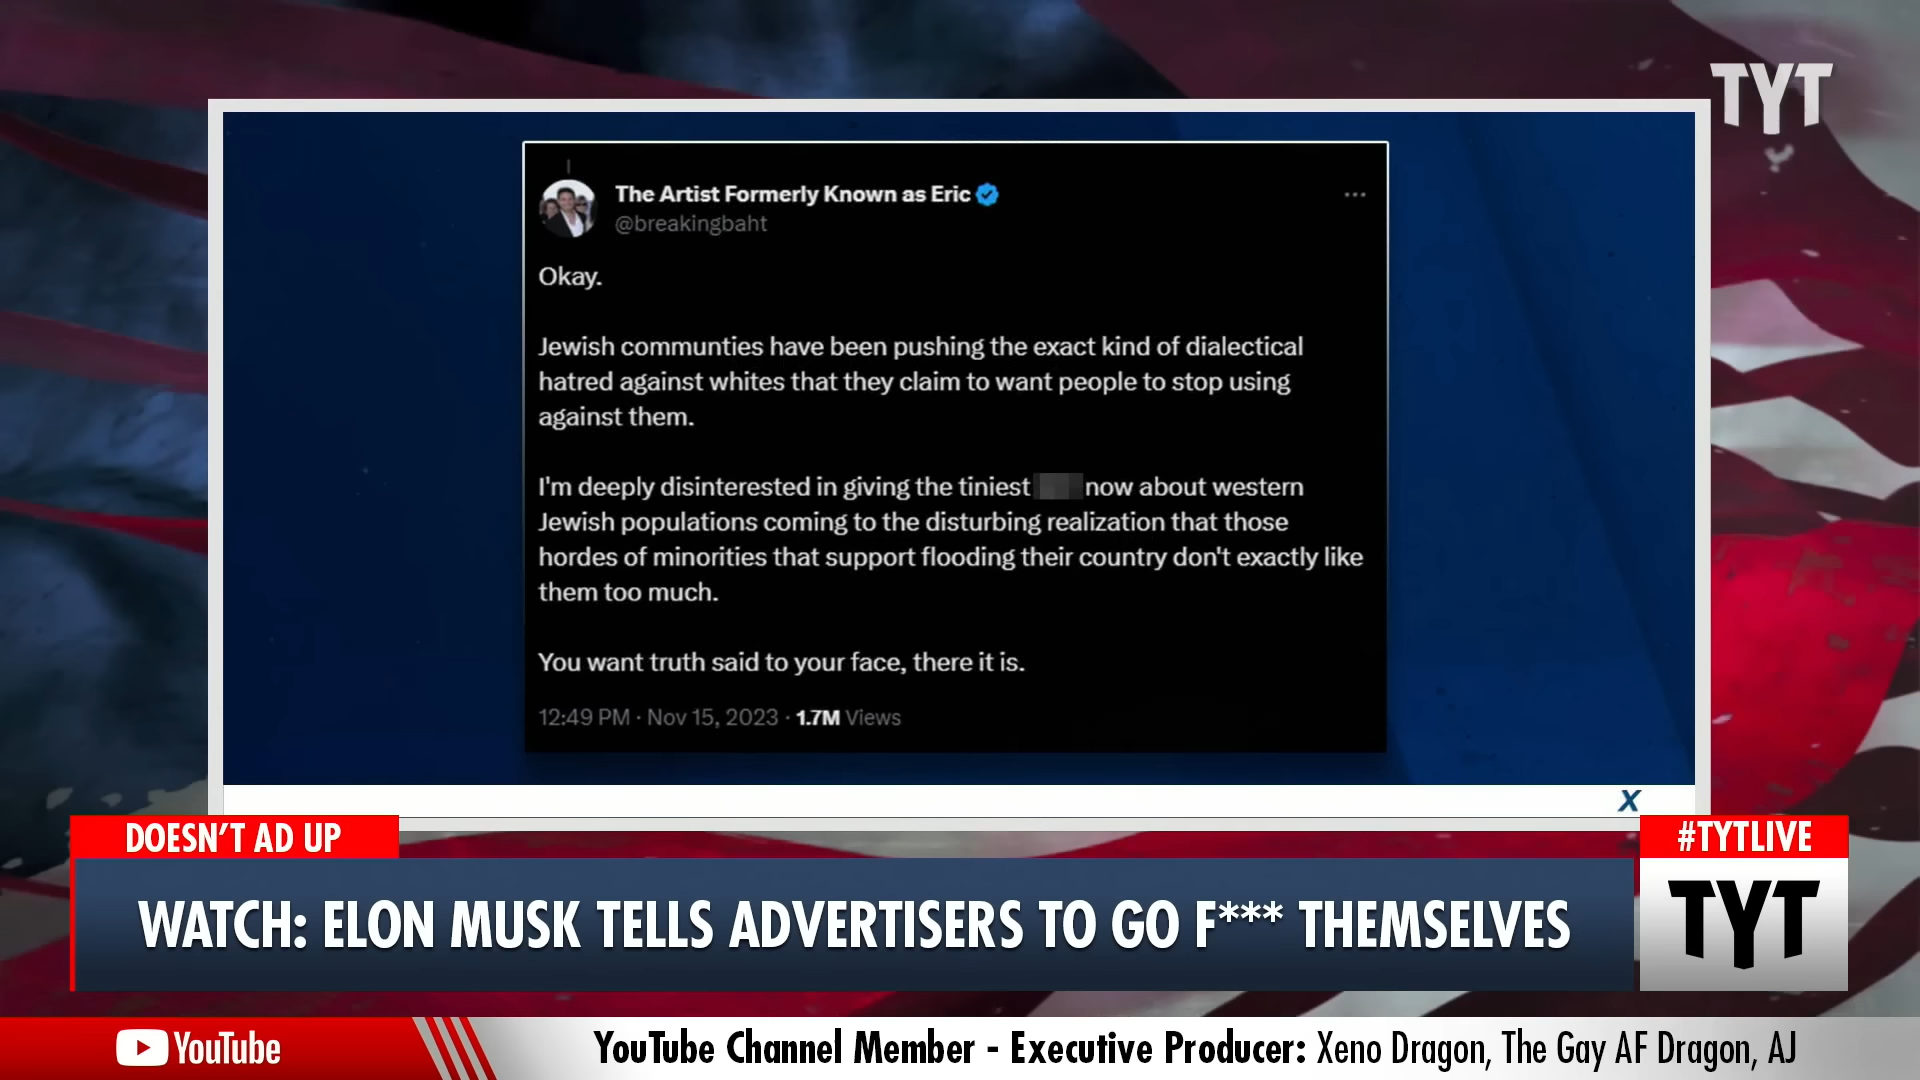 TYT
The Artist Formerly Known as Eric
@breakingbaht
Okay.
Jewish communties have been pushing the exact kind of dialectical
hatred against whites that they claim to want people to stop using
against them.
I'm deeply disinterested in giving the tiniest now about western
Jewish populations coming to the disturbing realization that those
hordes of minorities that support flooding their country don't exactly like
them too much.
You want truth said to your face, there it is.
12:49 PM · Nov 15, 2023 · 1.7M Views
X
DOESN'T AD UP
#TYTLIVE
WATCH: ELON MUSK TELLS ADVERTISERS TO GO F*** THEMSELVES
TYT
YouTube
YouTube Channel Member - Executive Producer: Xeno Dragon, The Gay AF Dragon, AJ